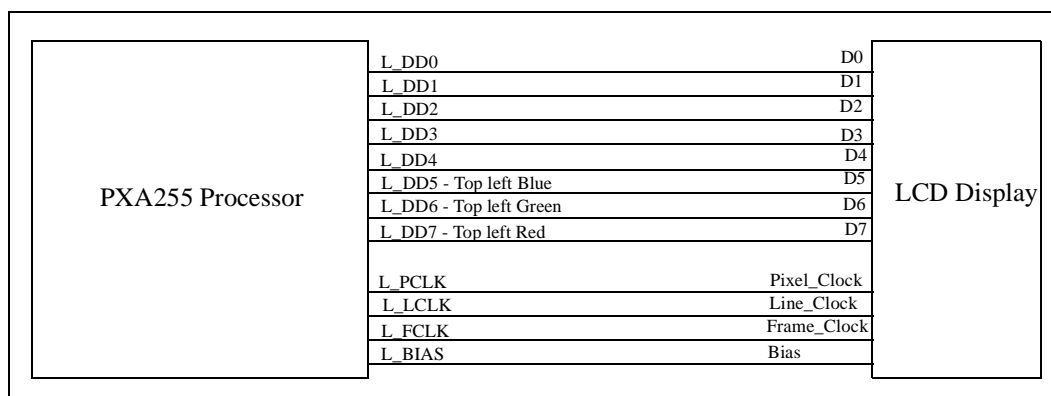 L_DD0 D0
L_DD1 D1
L_DD2 D2
L_DD3 D3
L_DD4 D4
L_DD5 - Top left Blue D5
PXA255 Processor LCD Display
L_DD6 - Top left Green D6
L_DD7 - Top left Red D7
L_PCLK Pixel_Clock
L_LCLK Line_Clock
L_FCLK Frame_Clock
L_BIAS Bias